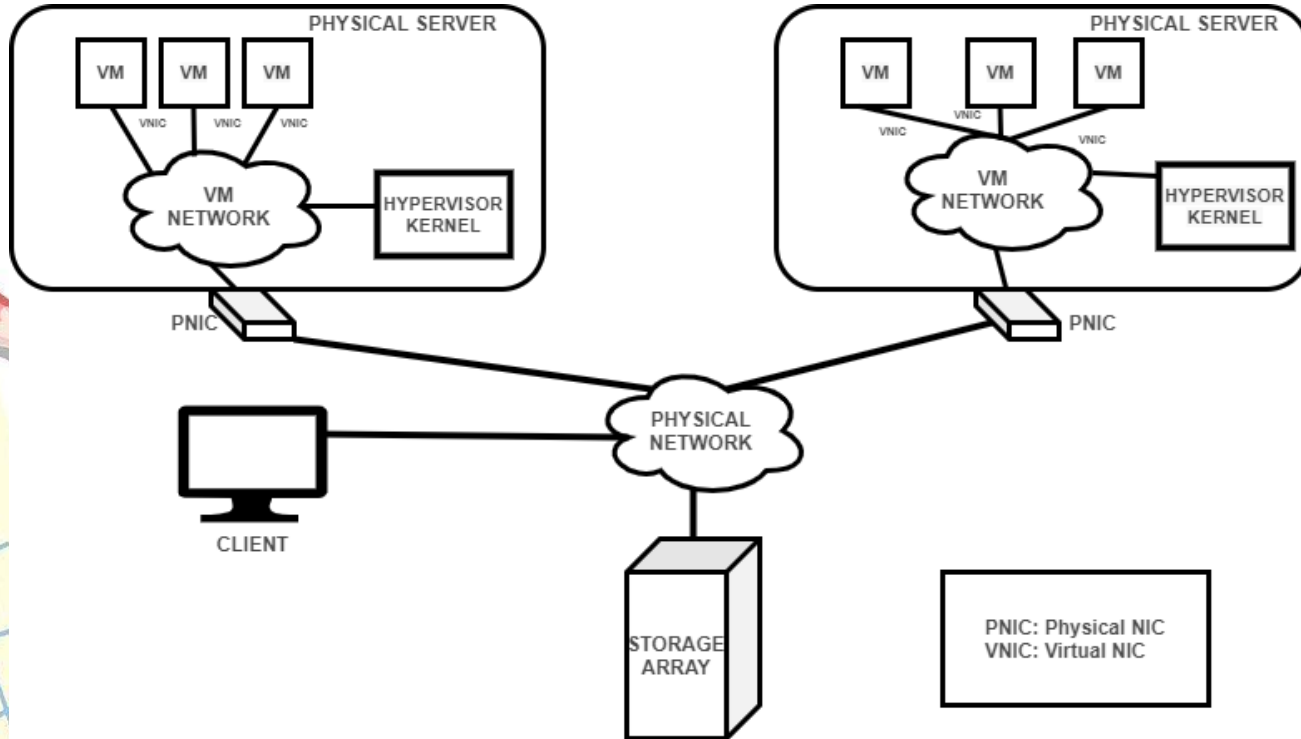 PHYSICAL SERVER
VM VM VM
VNIC VNIC VNIC
VM
NETWORK
HYPERVISOR
KERNEL
PNIC
PHYSICAL SERVER
VM VM VM
VNIC
VNIC
VNIC
VM
NETWORK
HYPERVISOR
KERNEL
PNIC
PHYSICAL
NETWORK
CLIENT
STORAGE
ARRAY
PNIC: Physical NIC
VNIC: Virtual NIC